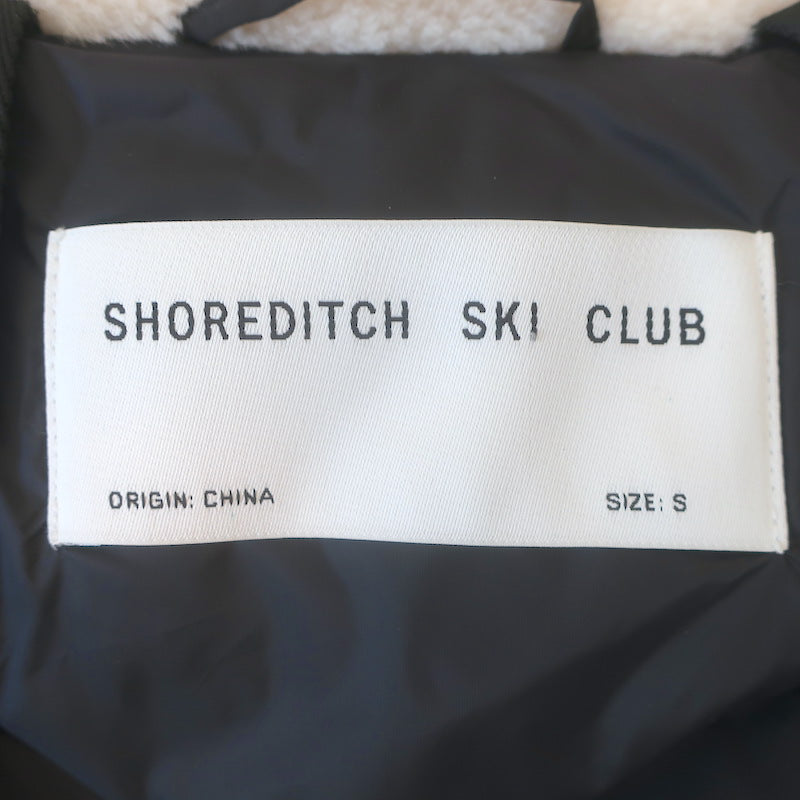 SHOREDITCH SKI CLUB
ORIGIN: CHINA SIZE: S